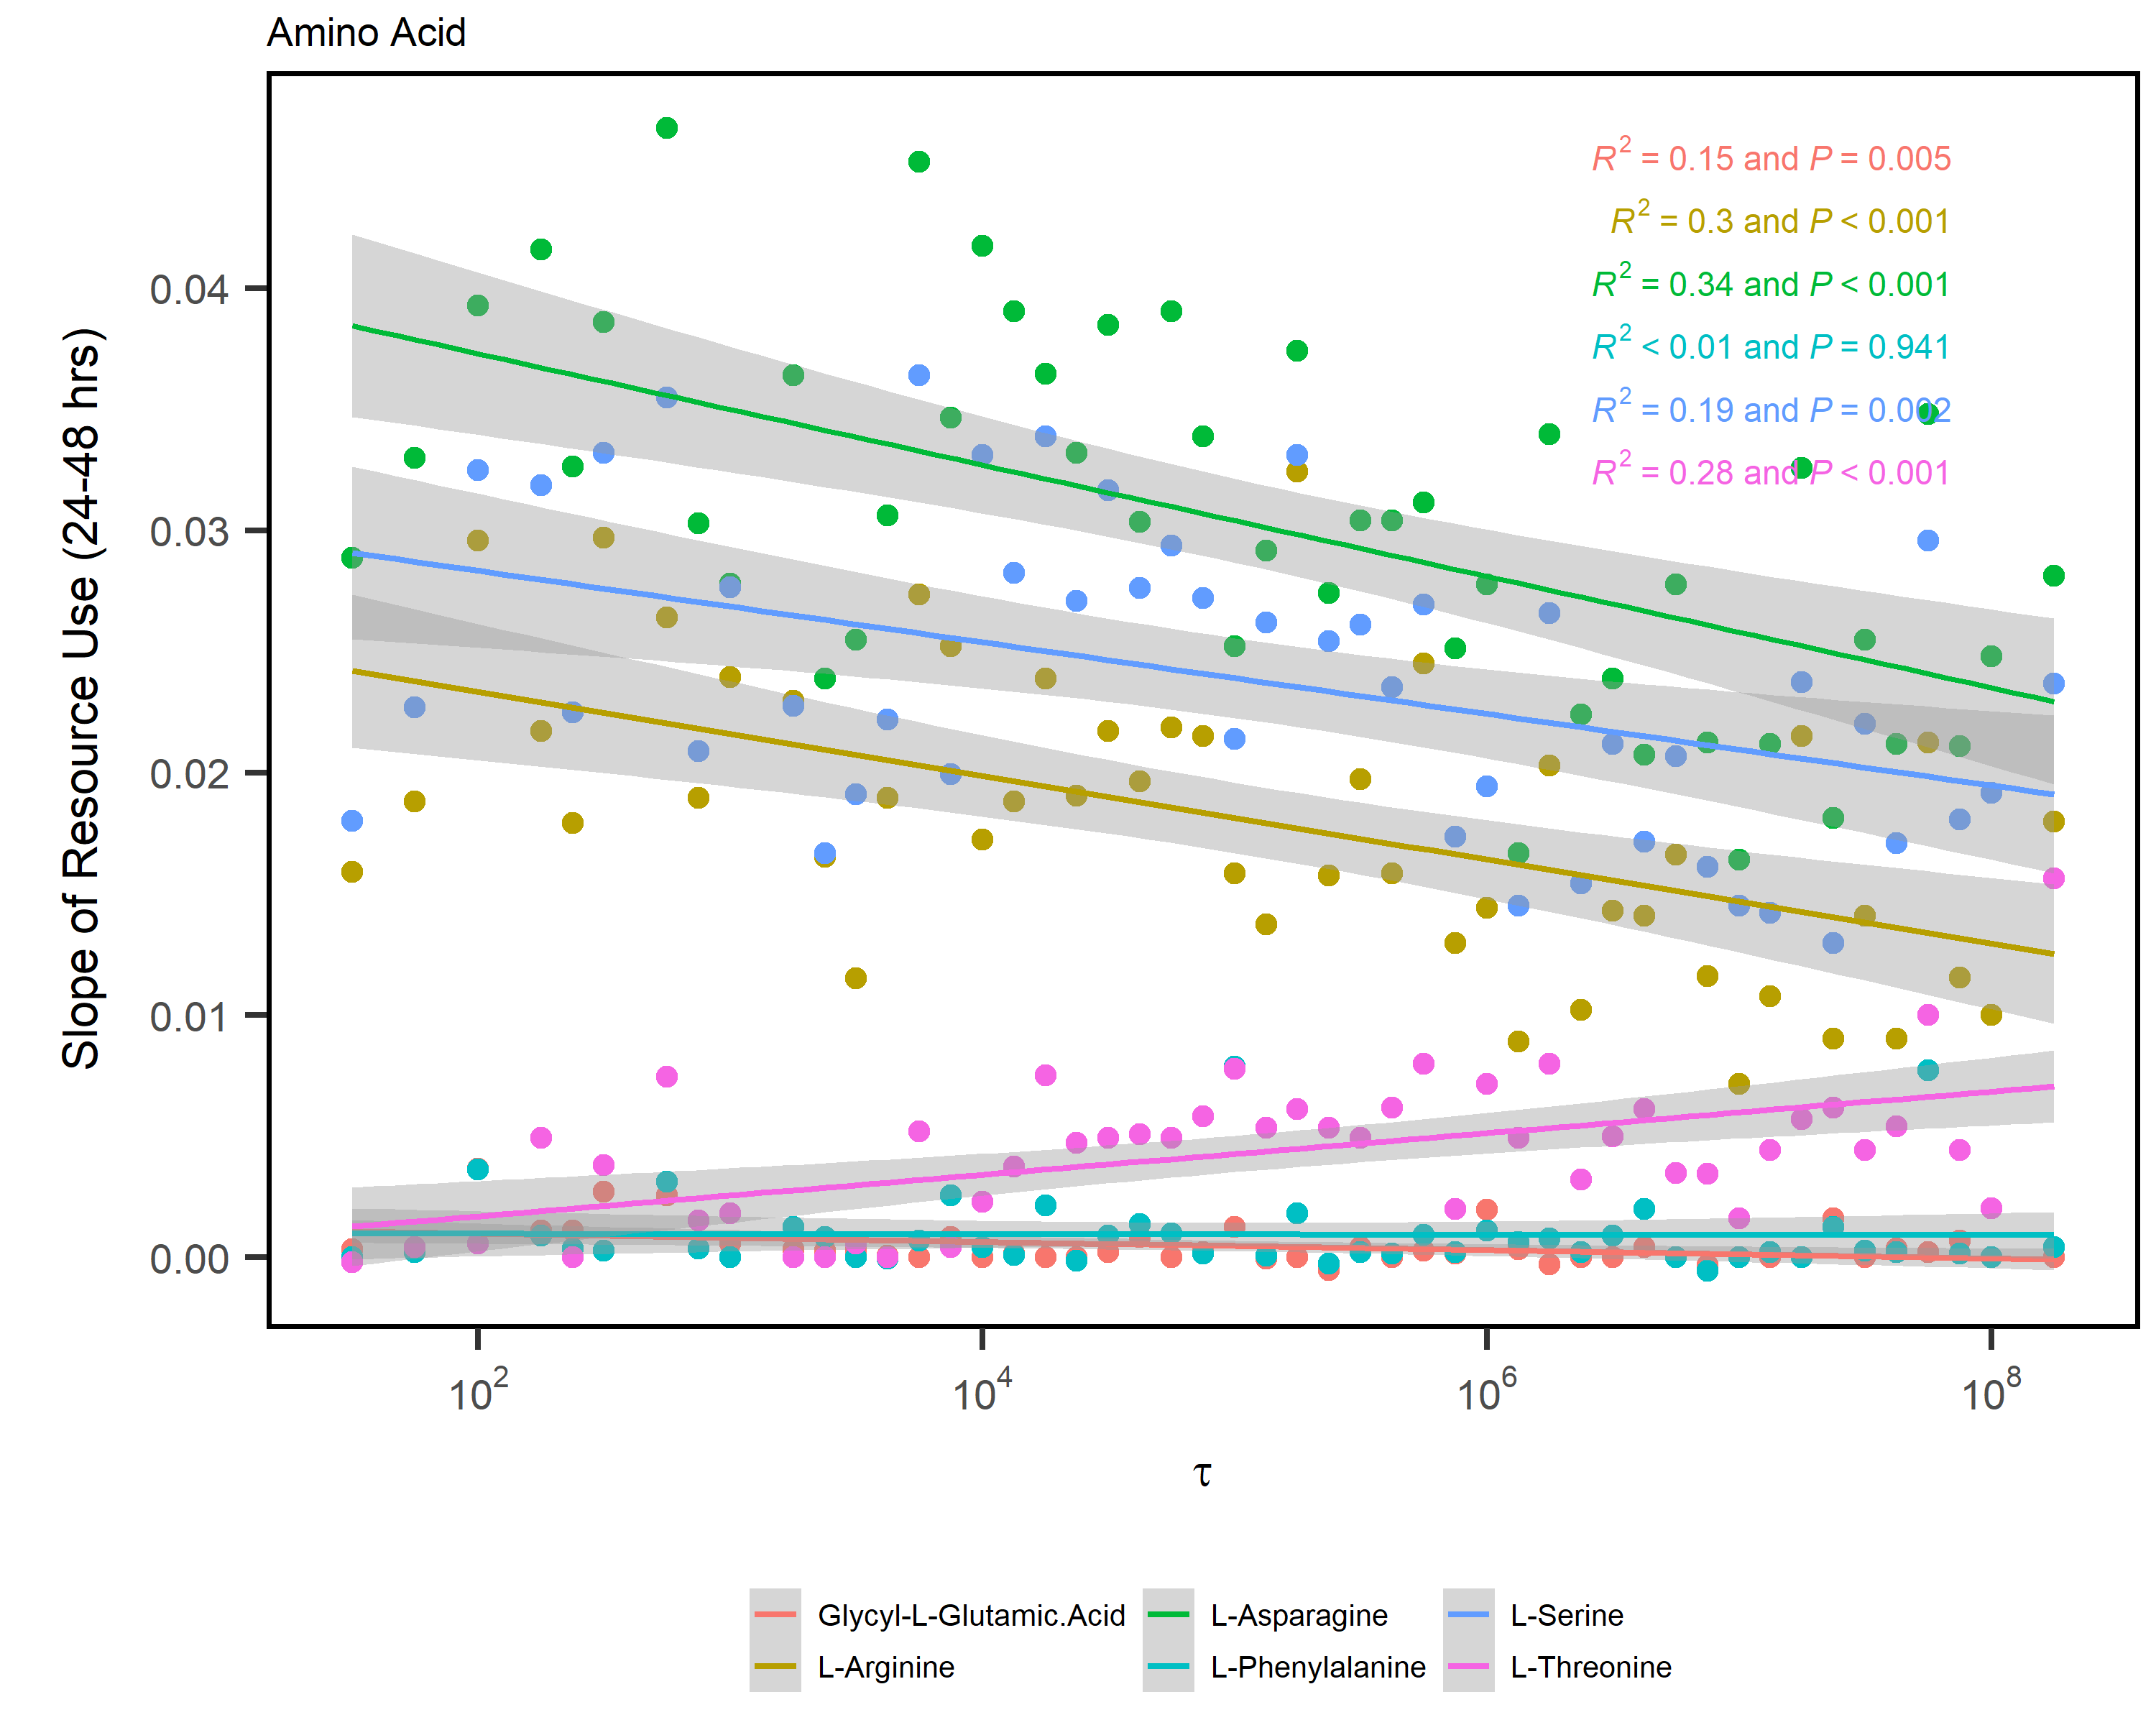 Amino Acid
R² = 0.15 and P = 0.005
R² = 0.3 and P < 0.001
R² = 0.34 and P < 0.001
R² < 0.01 and P = 0.941
R² = 0.19 and P = 0.002
R² = 0.28 and P < 0.001
Slope of Resource Use (24-48 hrs)
0.04
0.03
0.02
0.01
0.00
10² 10⁴ 10⁶ 10⁸
τ
Glycyl-L-Glutamic.Acid L-Asparagine L-Serine
L-Arginine L-Phenylalanine L-Threonine